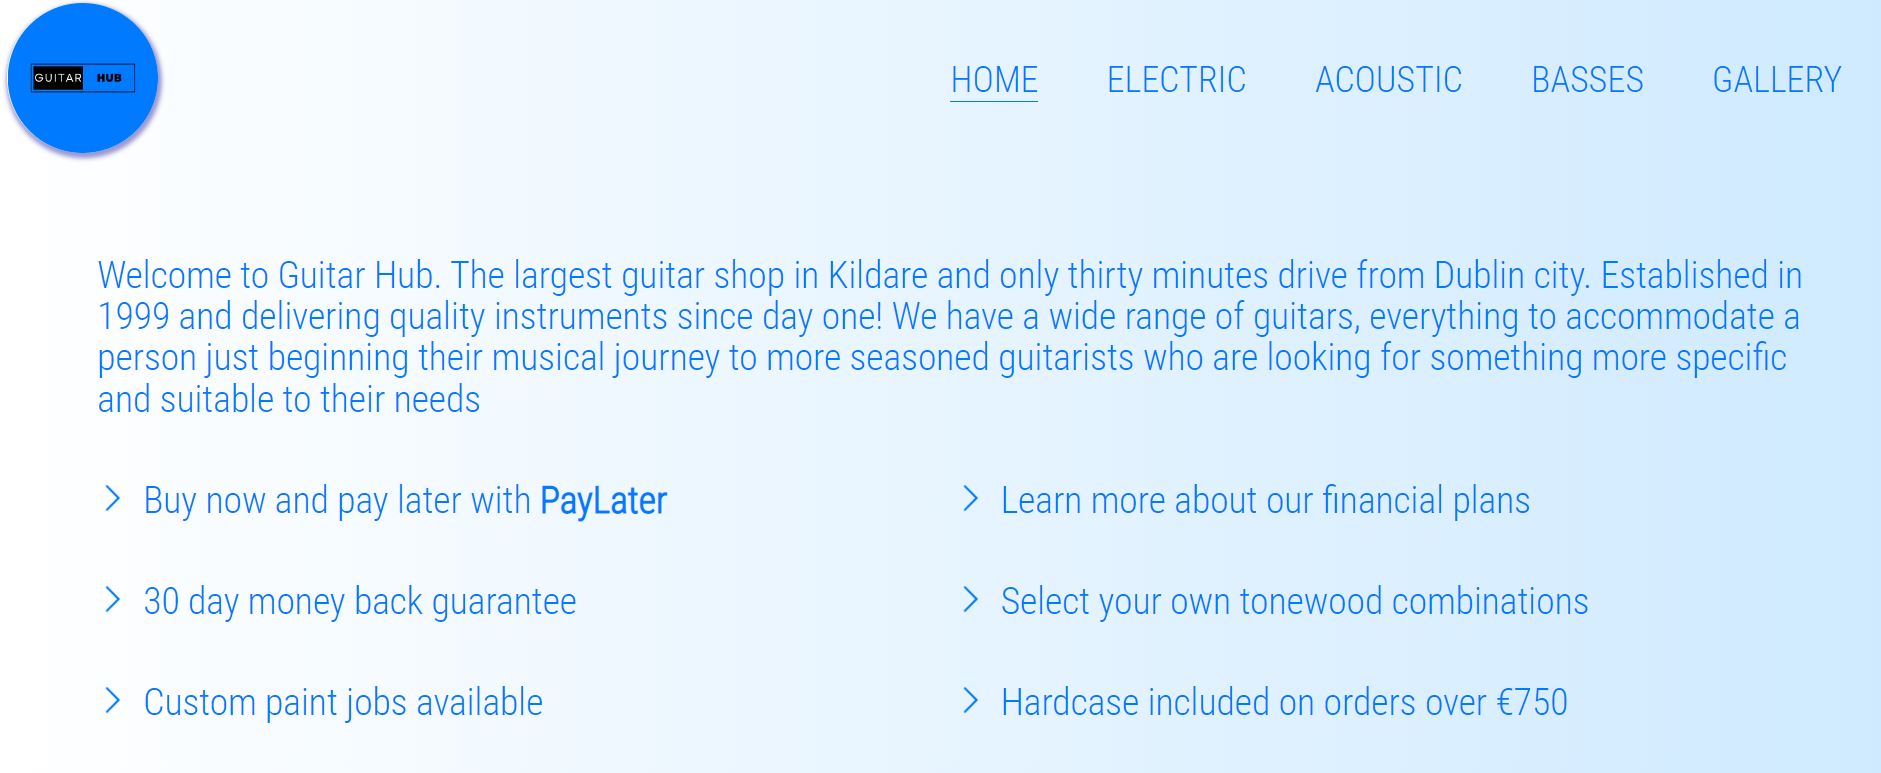 GUITAR HUB
HOME ELECTRIC ACOUSTIC BASSES GALLERY
Welcome to Guitar Hub. The largest guitar shop in Kildare and only thirty minutes drive from Dublin city. Established in
1999 and delivering quality instruments since day one! We have a wide range of guitars, everything to accommodate a
person just beginning their musical journey to more seasoned guitarists who are looking for something more specific
and suitable to their needs
Buy now and pay later with PayLater
Learn more about our financial plans
30 day money back guarantee
Select your own tonewood combinations
Custom paint jobs available
Hardcase included on orders over €750